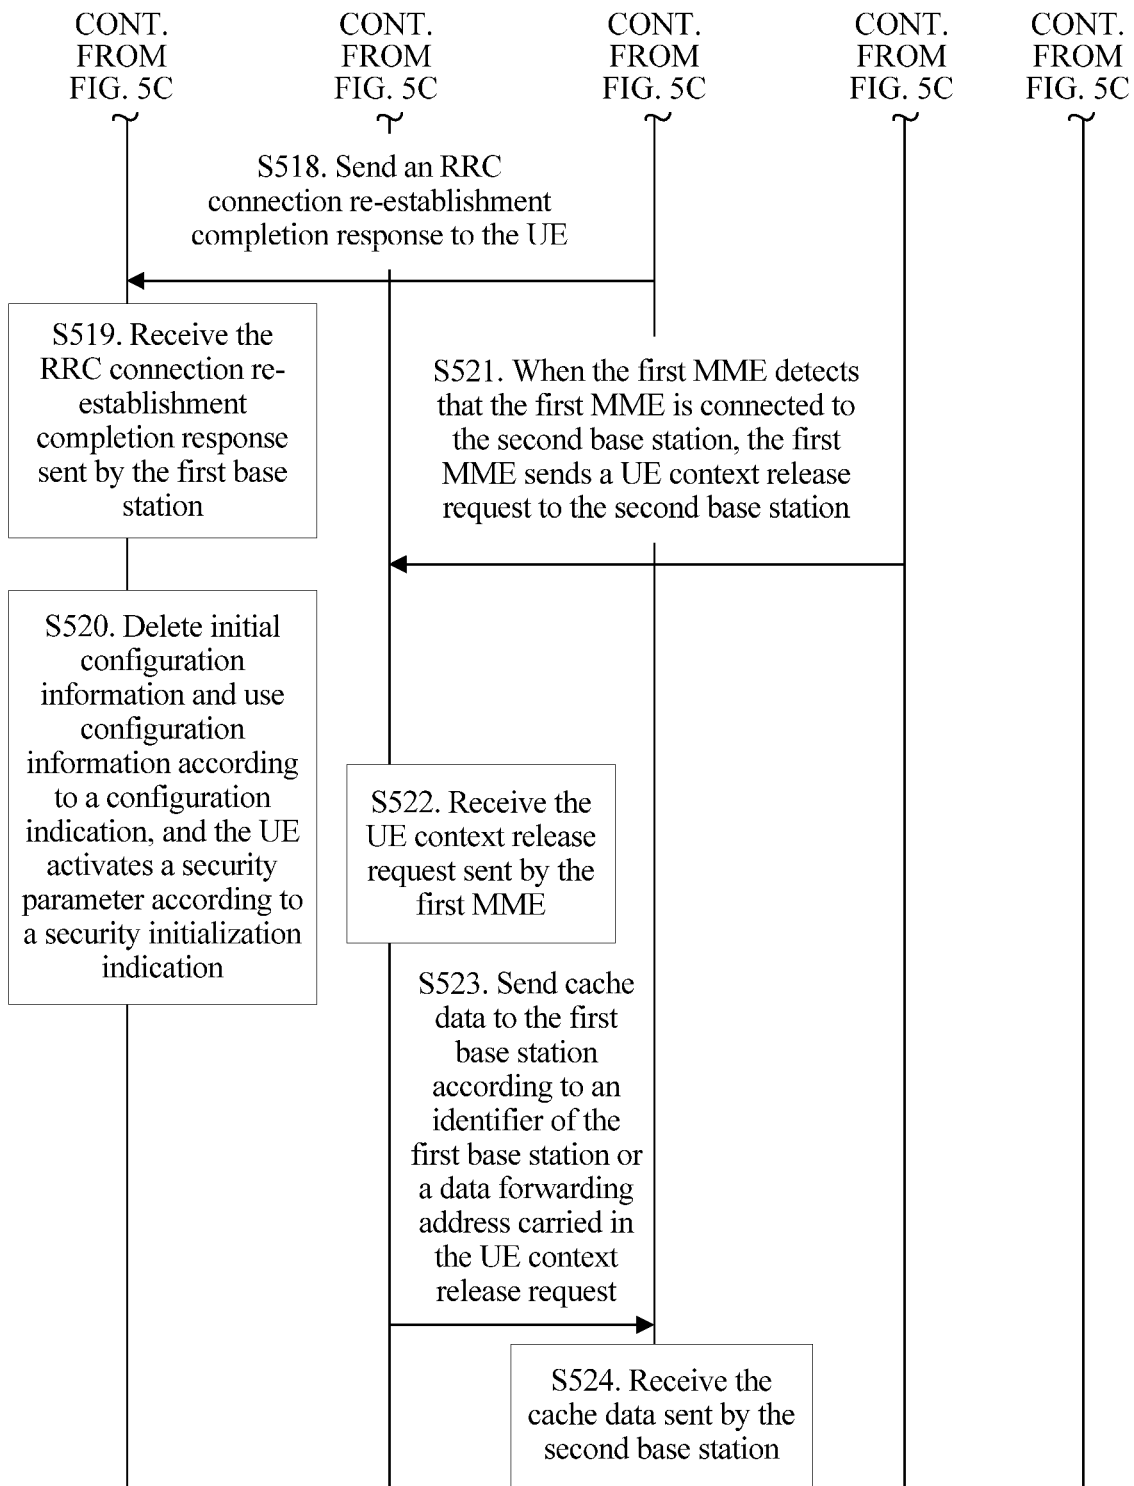 CONT.
FROM
FIG. 5C
CONT.
FROM
FIG. 5C
CONT.
FROM
FIG. 5C
CONT.
FROM
FIG. 5C
CONT.
FROM
FIG. 5C
S518. Send an RRC
connection re-establishment
completion response to the UE
S519. Receive the
RRC connection re-
establishment
completion response
sent by the first base
station
S521. When the first MME detects
that the first MME is connected to
the second base station, the first
MME sends a UE context release
request to the second base station
S520. Delete initial
configuration
information and use
configuration
information according
to a configuration
indication, and the UE
activates a security
parameter according to
a security initialization
indication
S522. Receive the
UE context release
request sent by the
first MME
S523. Send cache
data to the first
base station
according to an
identifier of the
first base station or
a data forwarding
address carried in
the UE context
release request
S524. Receive the
cache data sent by the
second base station